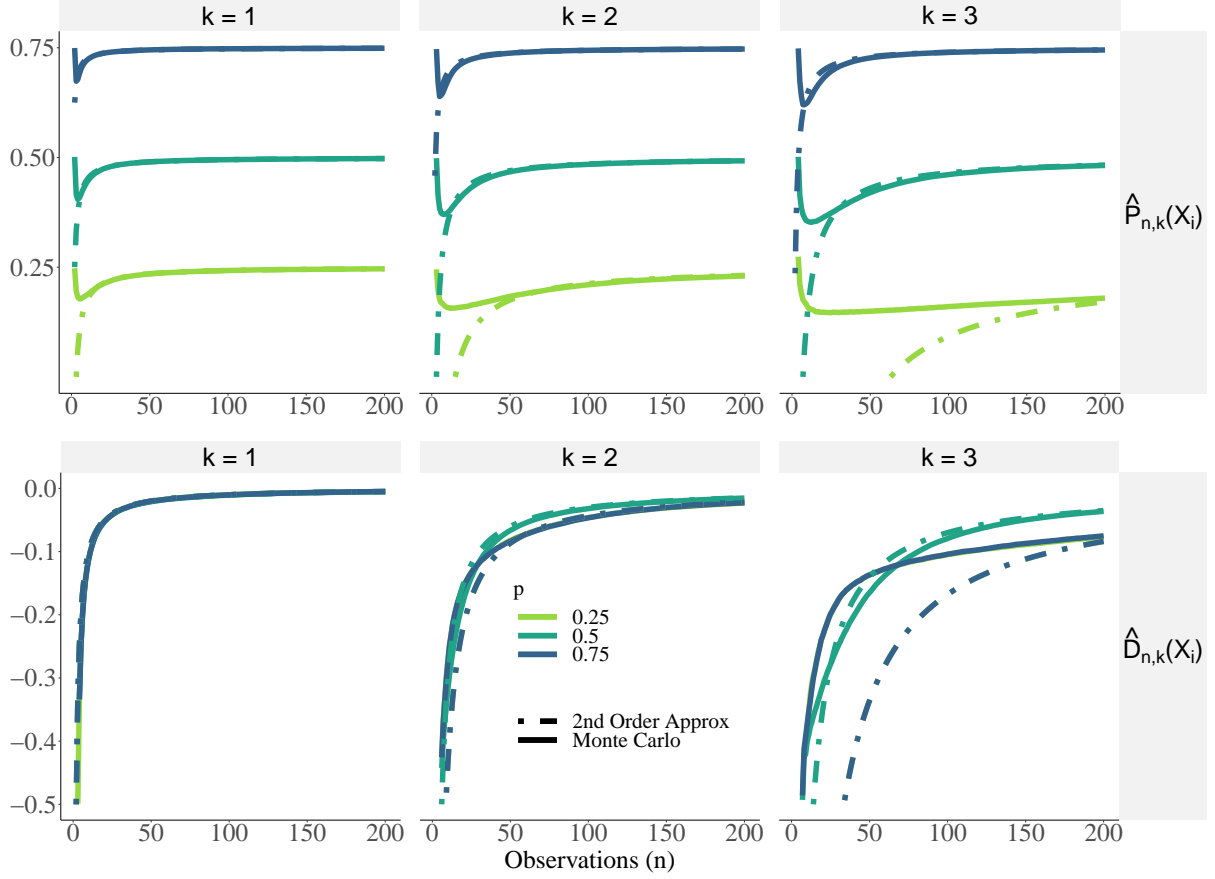 k = 1 k = 2 k = 3
0.75
0.50
0.25
P̂n,k(Xi)
0 50 100 150 200 0 50 100 150 200 0 50 100 150 200
k = 1 k = 2 k = 3
0.0
−0.1
−0.2
−0.3
−0.4
−0.5
p
0.25
0.5
0.75
2nd Order Approx
Monte Carlo
D̂n,k(Xi)
0 50 100 150 200 0 50 100 150 200 0 50 100 150 200
Observations (n)